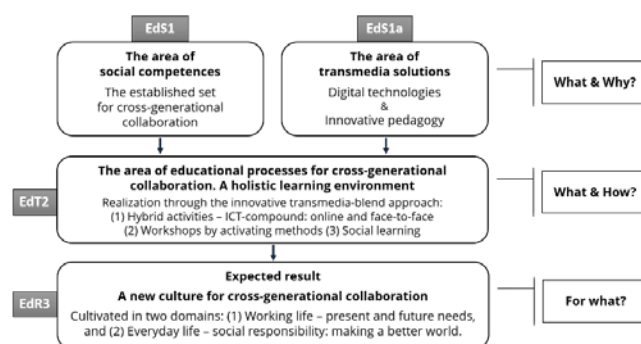 EdS1
EdS1a
The area of
social competences
The established set
for cross-generational
collaboration
The area of
transmedia solutions
Digital technologies
&
Innovative pedagogy
What & Why?
EdT2
The area of educational processes for cross-generational
collaboration. A holistic learning environment
Realization through the innovative transmedia-blend approach:
(1) Hybrid activities – ICT-compound: online and face-to-face
(2) Workshops by activating methods (3) Social learning
What & How?
EdR3
Expected result
A new culture for cross-generational collaboration
Cultivated in two domains: (1) Working life – present and future needs,
and (2) Everyday life – social responsibility: making a better world.
For what?